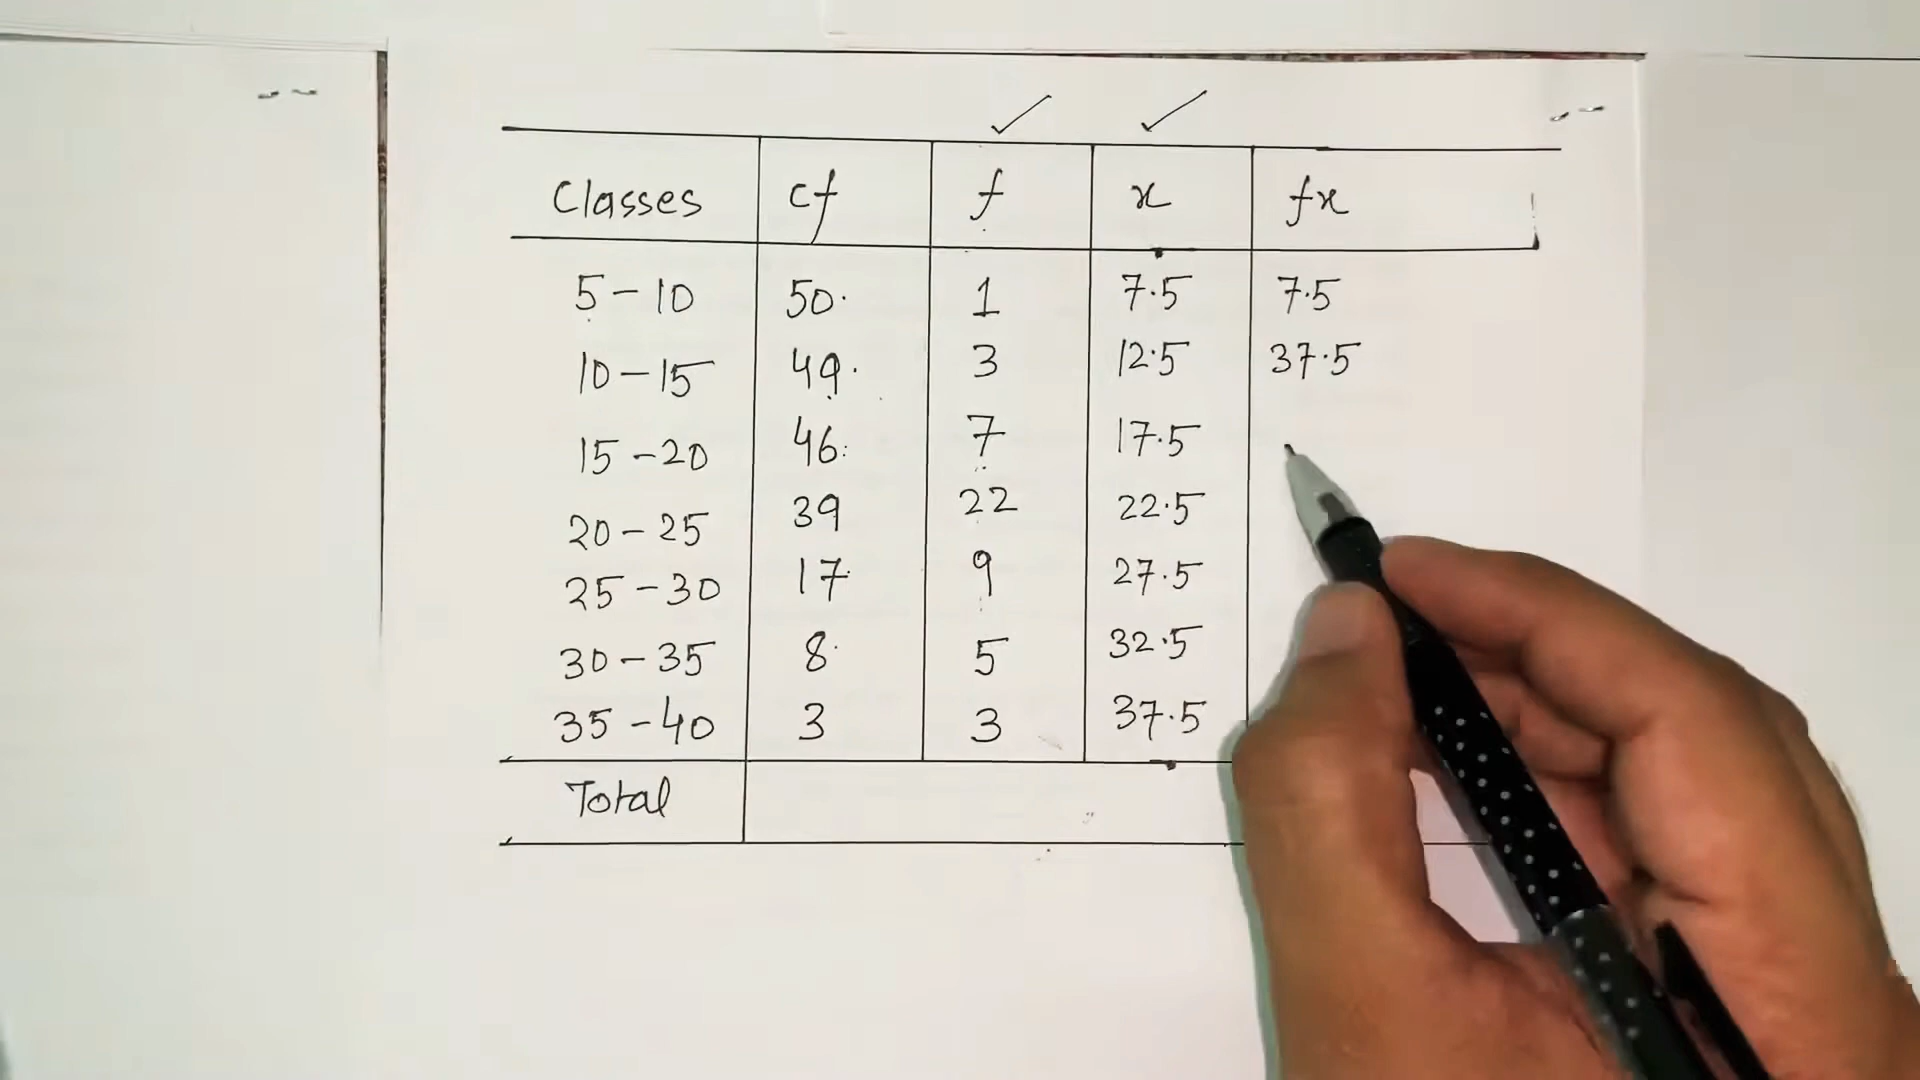 Classes cf f x fx
5-10 50 1 7.5 7.5
10-15 49 3 12.5 37.5
15-20 46 7 17.5
20-25 39 22 22.5
25-30 17 9 27.5
30-35 8 5 32.5
35-40 3 3 37.5
Total